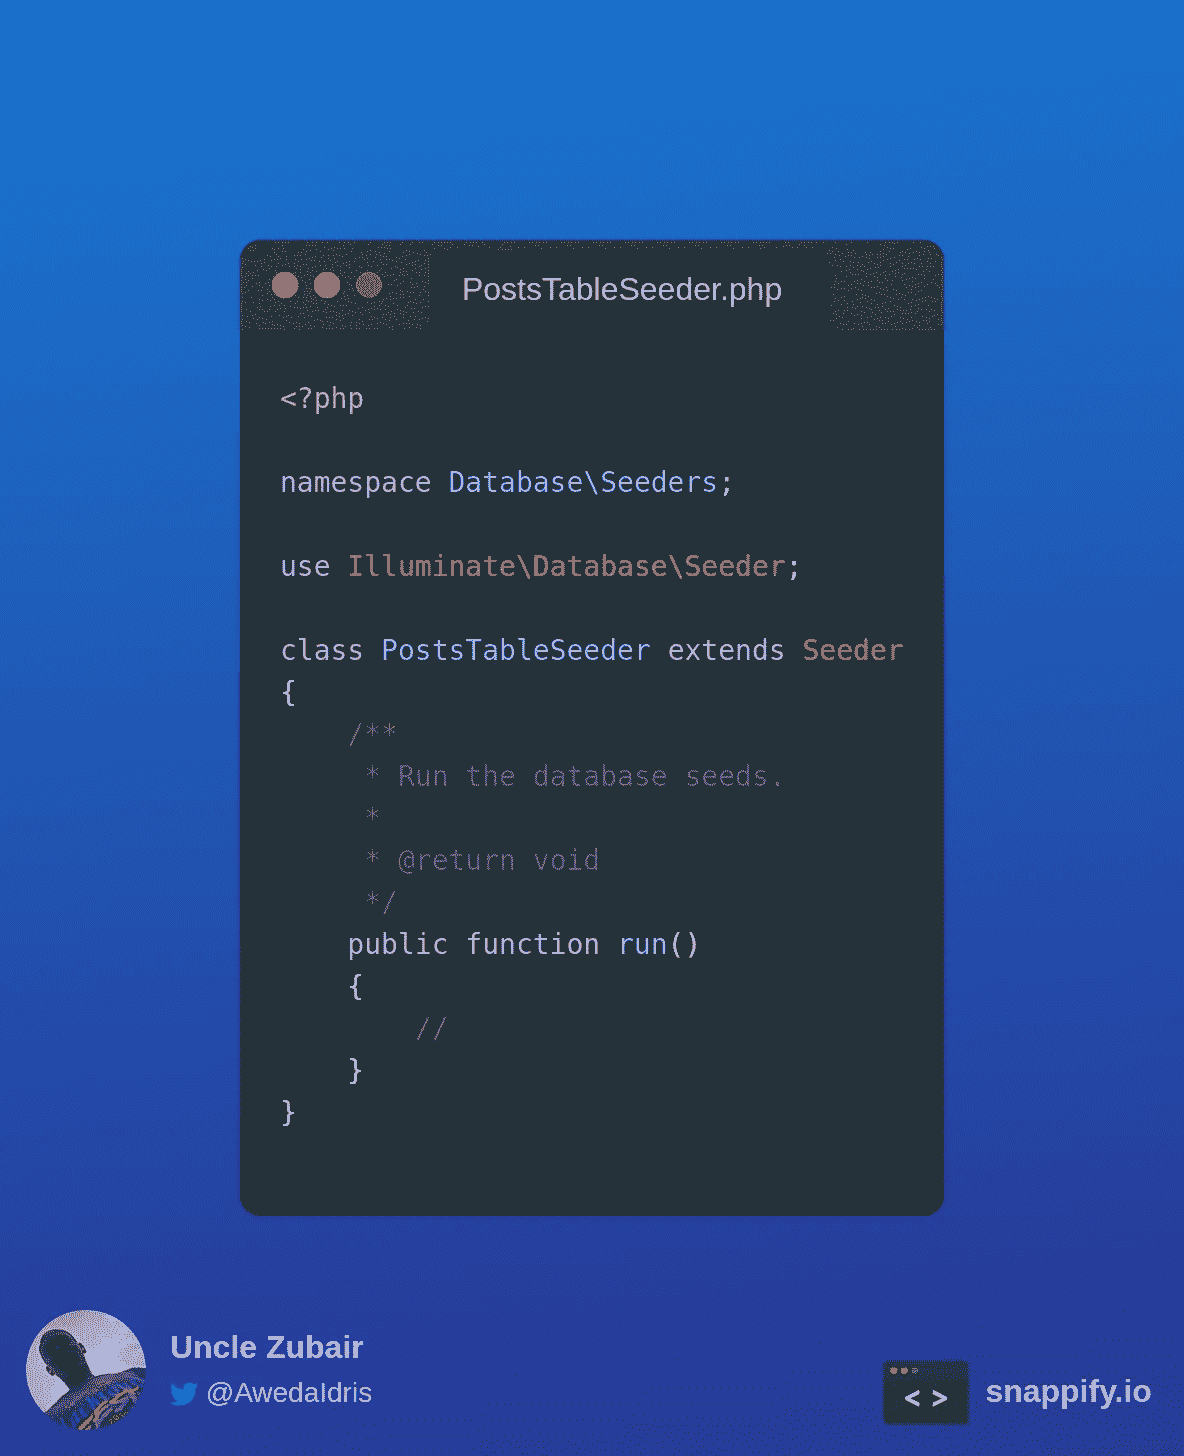 PostsTableSeeder.php
<?php
namespace Database\Seeders;
use Illuminate\Database\Seeder;
class PostsTableSeeder extends Seeder
{
    /**
     * Run the database seeds.
     *
     * @return void
     */
    public function run()
    {
        //
    }
}
Uncle Zubair
@AwedaIdris
< >
snappify.io